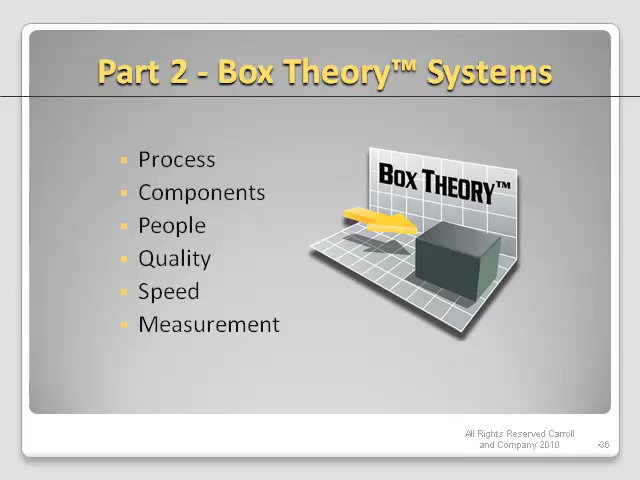 Part 2 - Box Theory™ Systems
▪ Process
▪ Components
▪ People
▪ Quality
▪ Speed
▪ Measurement
BOX THEORY™
All Rights Reserved Carroll
and Company 2010
•36